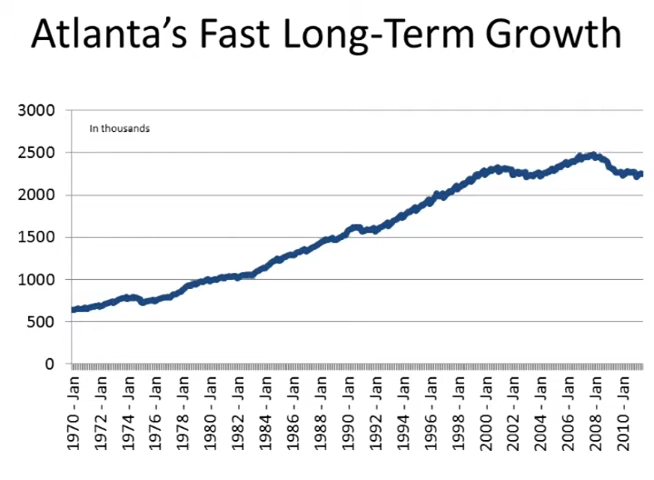 Atlanta's Fast Long-Term Growth
In thousands
3000
2500
2000
1500
1000
500
0
1970 - Jan
1972 - Jan
1974 - Jan
1976 - Jan
1978 - Jan
1980 - Jan
1982 - Jan
1984 - Jan
1986 - Jan
1988 - Jan
1990 - Jan
1992 - Jan
1994 - Jan
1996 - Jan
1998 - Jan
2000 - Jan
2002 - Jan
2004 - Jan
2006 - Jan
2008 - Jan
2010 - Jan